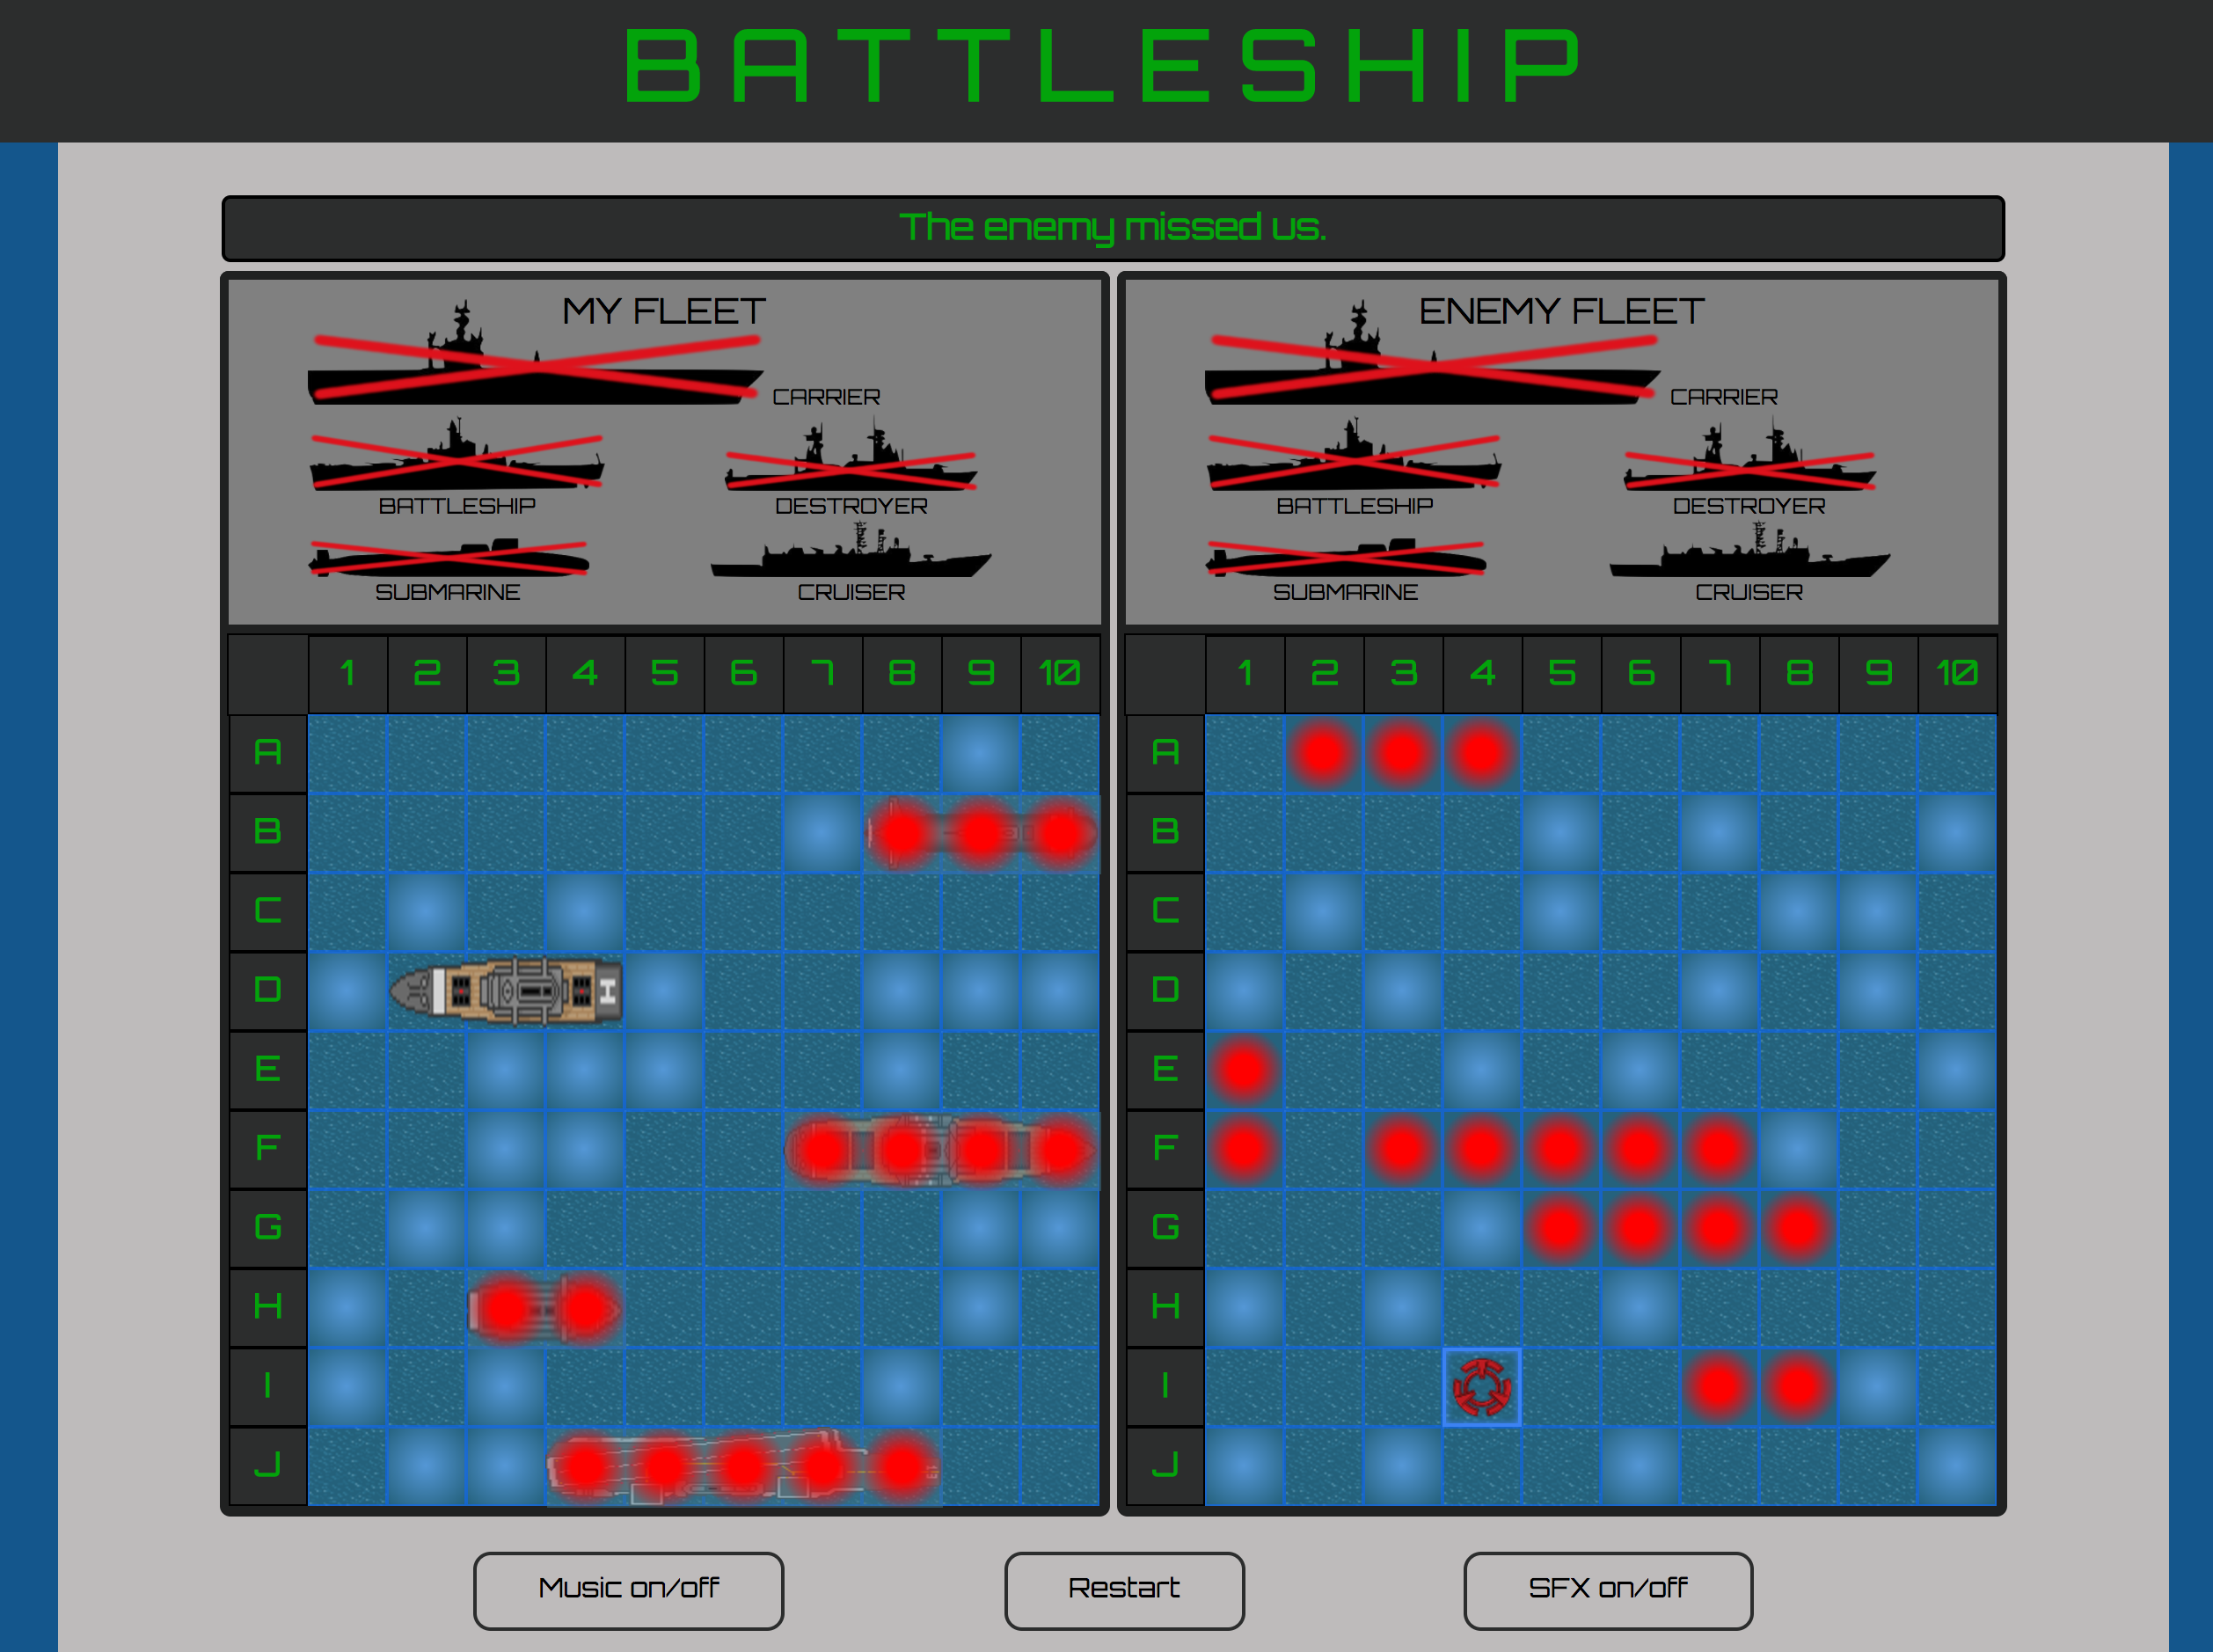 BATTLESHIP
The enemy missed us.
MY FLEET
CARRIER
BATTLESHIP
DESTROYER
SUBMARINE
CRUISER
1 2 3 4 5 6 7 8 9 10
A
B
C
D
H
E
F
G
H
I
J
ENEMY FLEET
CARRIER
BATTLESHIP
DESTROYER
SUBMARINE
CRUISER
1 2 3 4 5 6 7 8 9 10
A
B
C
D
E
F
G
H
I
J
Music on/off
Restart
SFX on/off